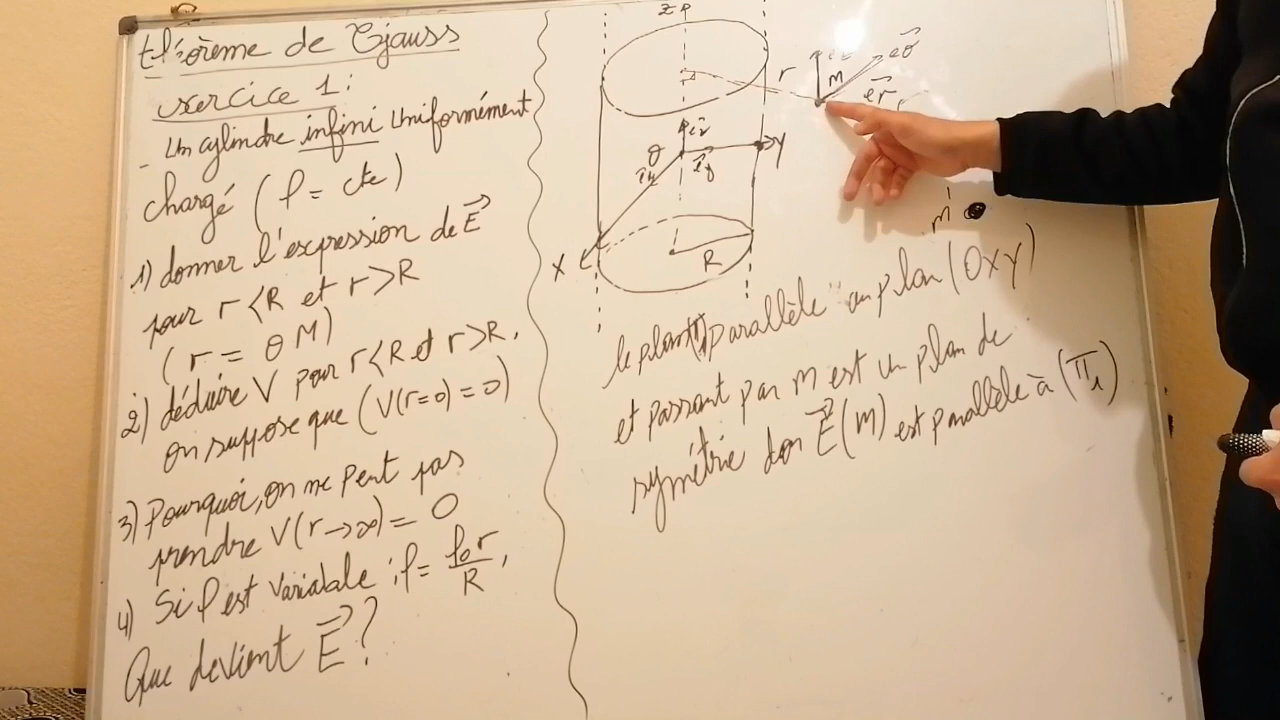 théorème de Gauss
exercice 1:
- Un cylindre infini Uniformément
chargé (ρ = cte)
1) donner l'expression de E⃗
pour r<R et r>R
(r = OM)
2) déduire V pour r<R et r>R.
on suppose que (V(r=0)=0)
3) Pourquoi, on ne peut pas
prendre V(r→∞) = 0
4) Si ρ est variable : ρ = ρ₀r/R.
Que devient E⃗?
z
r
M
e⃗z
e⃗θ
e⃗r
O
Y
X
R
M'
le plan (π₁) parallèle au plan (OXY)
et passant par M est un plan de
symétrie don E⃗(M) est parallèle à (π₁)